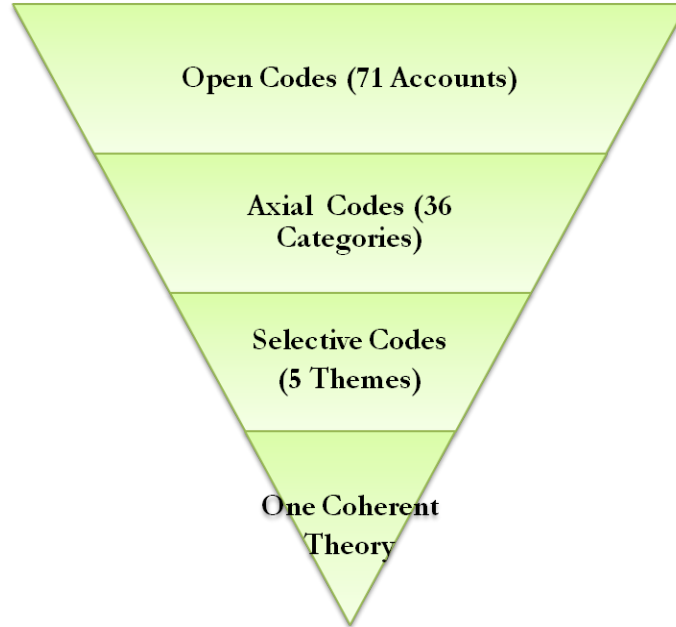 Open Codes (71 Accounts)
Axial Codes (36
Categories)
Selective Codes
(5 Themes)
One Coherent
Theory